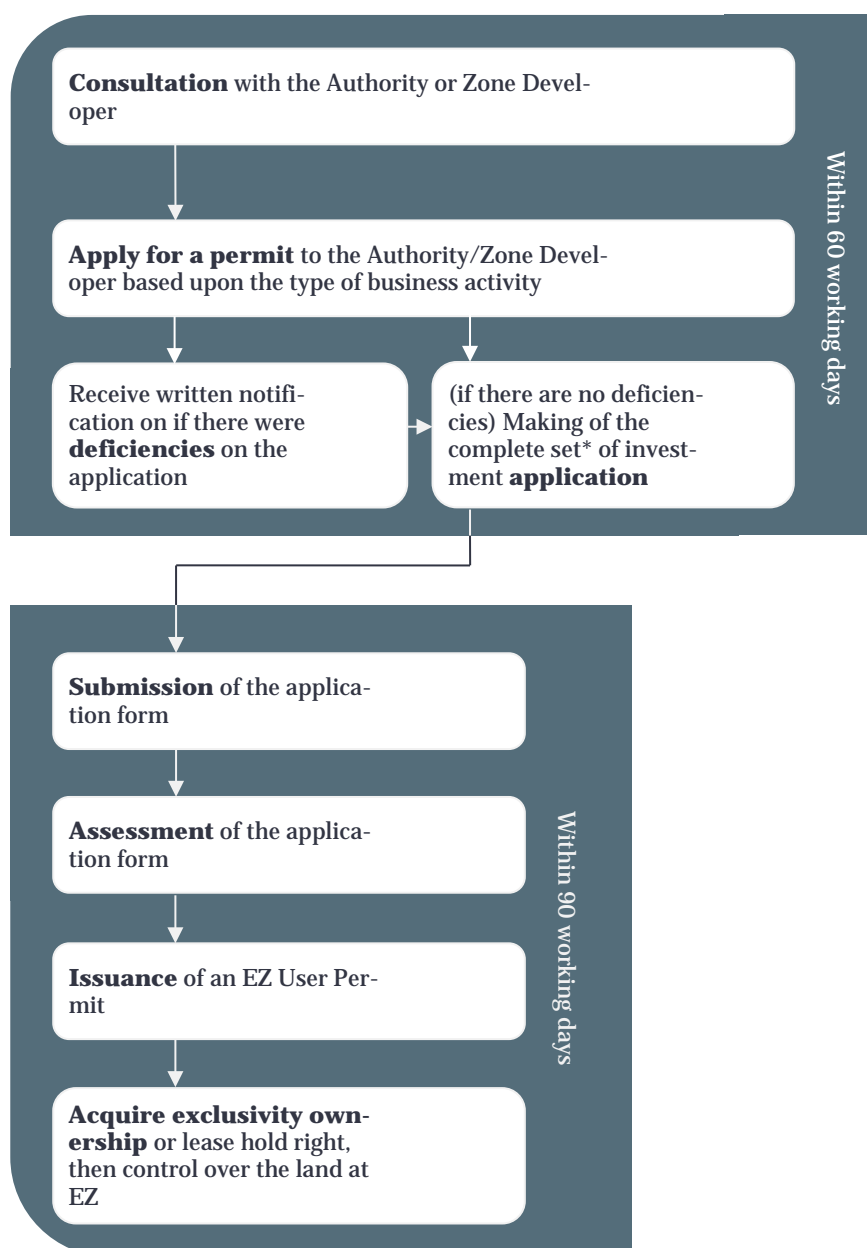 Consultation with the Authority or Zone Devel-
oper
Within 60 working days
Apply for a permit to the Authority/Zone Devel-
oper based upon the type of business activity
Receive written notifi-
cation on if there were
deficiencies on the
application
(if there are no deficien-
cies) Making of the
complete set* of invest-
ment application
Submission of the applica-
tion form
Assessment of the applica-
tion form
Within 90 working days
Issuance of an EZ User Per-
mit
Acquire exclusivity own-
ership or lease hold right,
then control over the land at
EZ